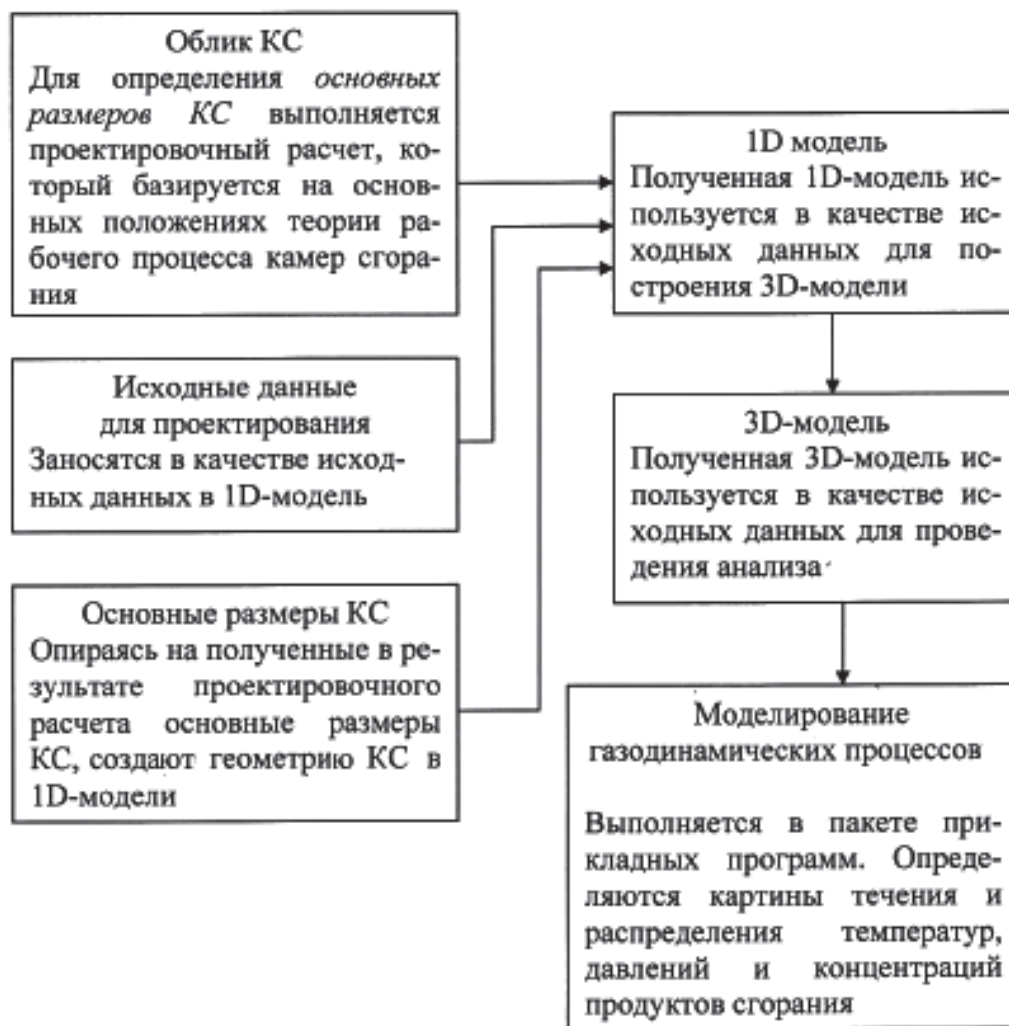 Облик КС
Для определения основных
размеров КС выполняется
проектировочный расчет, ко-
торый базируется на основ-
ных положениях теории ра-
бочего процесса камер сгора-
ния
Исходные данные
для проектирования
Заносятся в качестве исход-
ных данных в 1D-модель
Основные размеры КС
Опираясь на полученные в ре-
зультате проектировочного
расчета основные размеры
КС, создают геометрию КС в
1D-модели
1D модель
Полученная 1D-модель ис-
пользуется в качестве ис-
ходных данных для по-
строения 3D-модели
3D-модель
Полученная 3D-модель ис-
пользуется в качестве ис-
ходных данных для прове-
дения анализа
Моделирование
газодинамических процессов
Выполняется в пакете при-
кладных программ. Опреде-
ляются картины течения и
распределения температур,
давлений и концентраций
продуктов сгорания